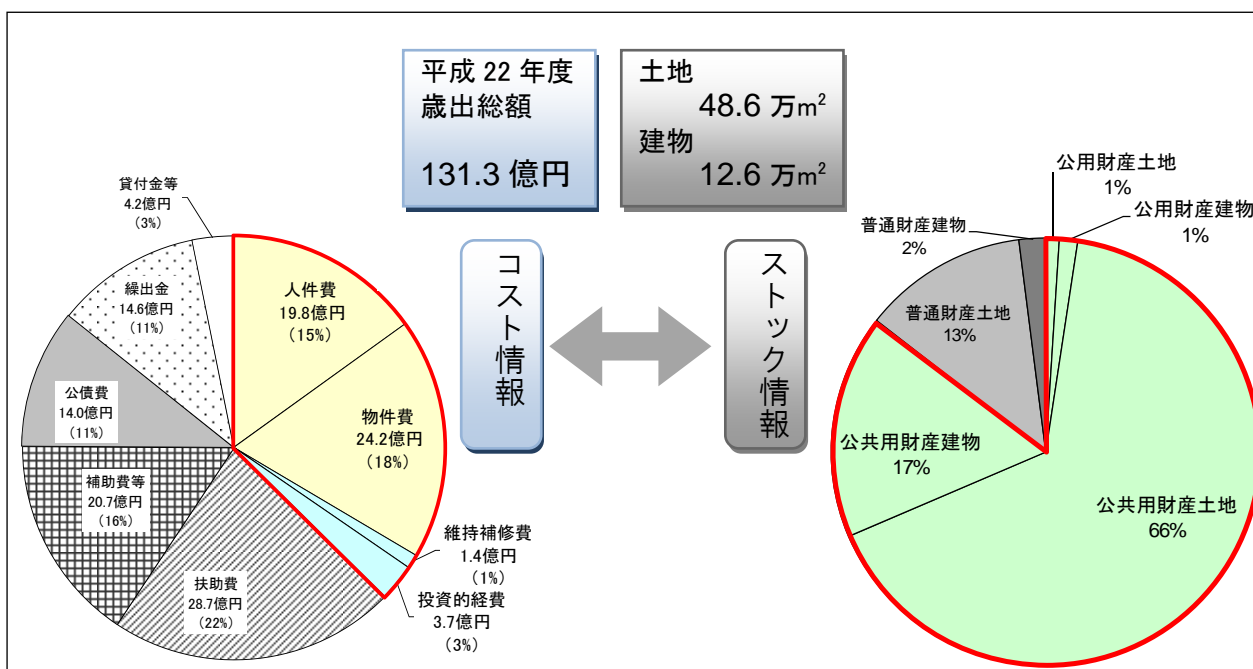 平成 22 年度
歳出総額
131.3 億円
土地
48.6 万m²
建物
12.6 万m²
コスト情報
ストック情報
貸付金等
4.2億円
(3%)
人件費
19.8億円
(15%)
物件費
24.2億円
(18%)
維持補修費
1.4億円
(1%)
投資的経費
3.7億円
(3%)
扶助費
28.7億円
(22%)
補助費等
20.7億円
(16%)
公債費
14.0億円
(11%)
繰出金
14.6億円
(11%)
公用財産土地
1%
公用財産建物
1%
公共用財産土地
66%
公共用財産建物
17%
普通財産土地
13%
普通財産建物
2%